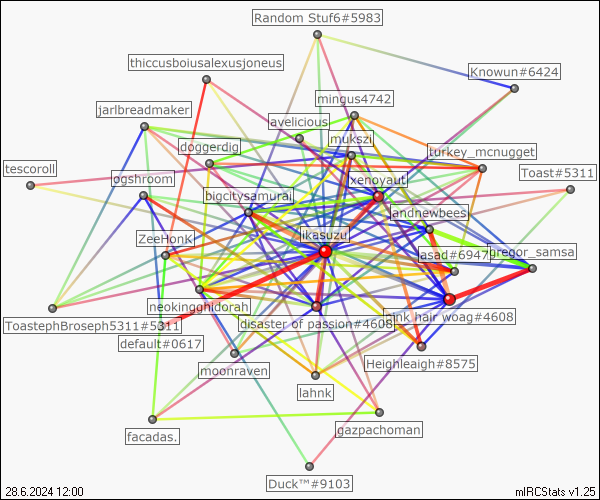 Random Stuf6#5983
thiccusboiusalexusjoneus
Knowun#6424
mingus4742
jarlbreadmaker
avelicious
mukszi
doggerdig
turkey_mcnugget
tescoroll
Toast#5311
ogshroom
xenoyaut
bigcitysamurai
andnewbees
jikasuzu
ZeeHonK
asad#6947
gregor_samsa
neokinghidorah
disaster of passion#4608
pink hair woag#4608
ToastephBroseph5311#5311
default#0617
Heighleaigh#8575
moonraven
lahnk
gazpachoman
facadas.
Duck™#9103
28.6.2024 12:00
mIRCStats v1.25